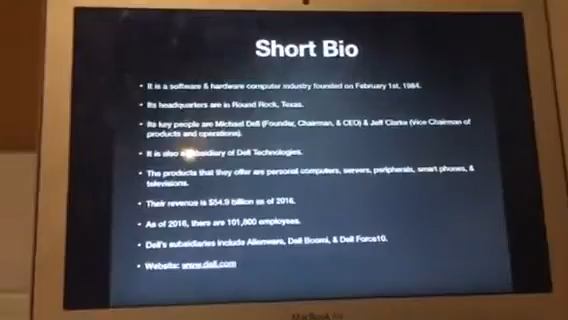 Short Bio
• It is a software & hardware computer industry founded on February 1st, 1984.
• Its headquarters are in Round Rock, Texas.
• Its key people are Michael Dell (Founder, Chairman, & CEO) & Jeff Clarke (Vice Chairman of
products and operations).
• It is also a subsidiary of Dell Technologies.
• The products that they offer are personal computers, servers, peripherals, smart phones, &
televisions.
• Their revenue is $54.9 billion as of 2016.
• As of 2016, there are 101,800 employees.
• Dell's subsidiaries include Alienware, Dell Boomi, & Dell Force10.
• Website: www.dell.com
MacBook Air